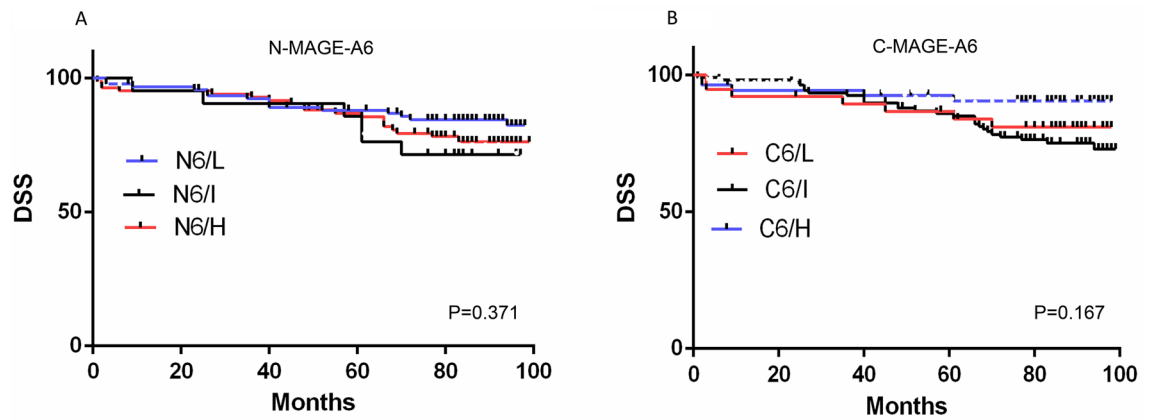 A
N-MAGE-A6
100
50
0
DSS
N6/L
N6/I
N6/H
P=0.371
0 20 40 60 80 100
Months
B
C-MAGE-A6
100
50
0
DSS
C6/L
C6/I
C6/H
P=0.167
0 20 40 60 80 100
Months